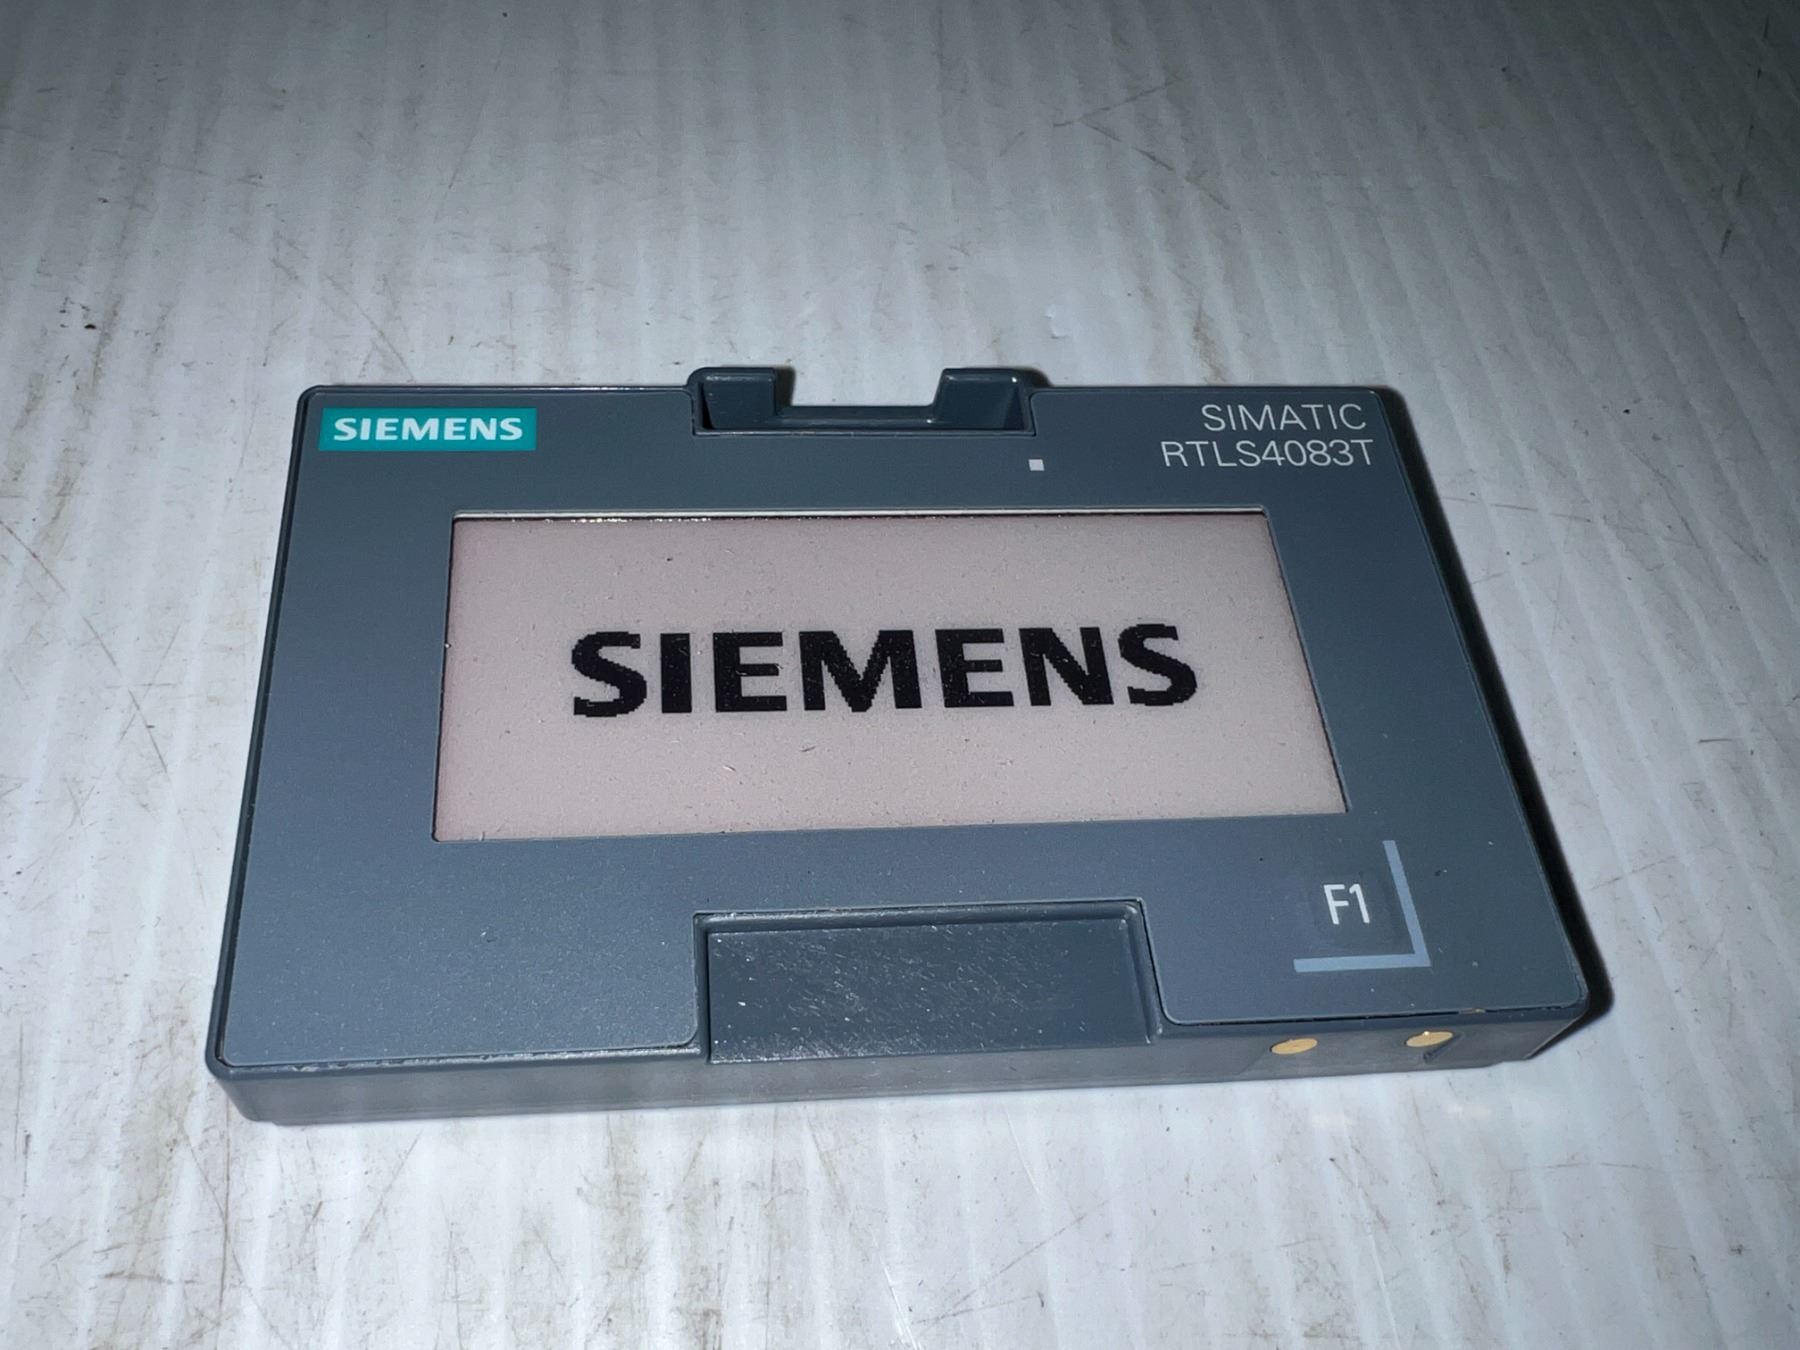 SIEMENS
SIMATIC
RTLS4083T
SIEMENS
F1